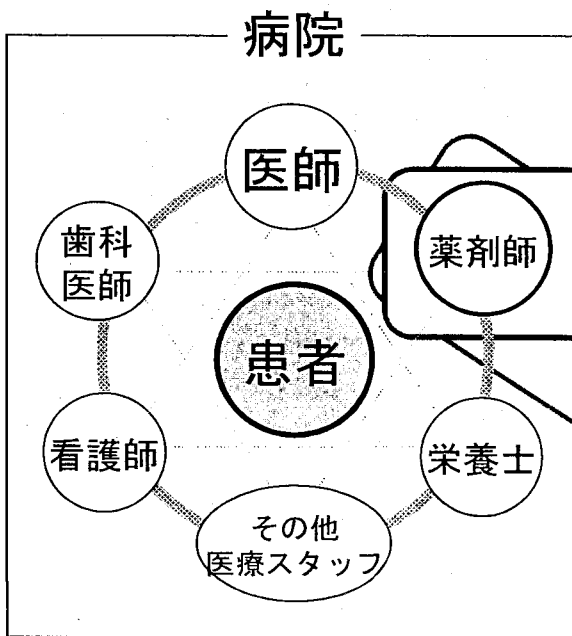 病院
医師
歯科
医師
薬剤師
患者
看護師
栄養士
その他
医療スタッフ